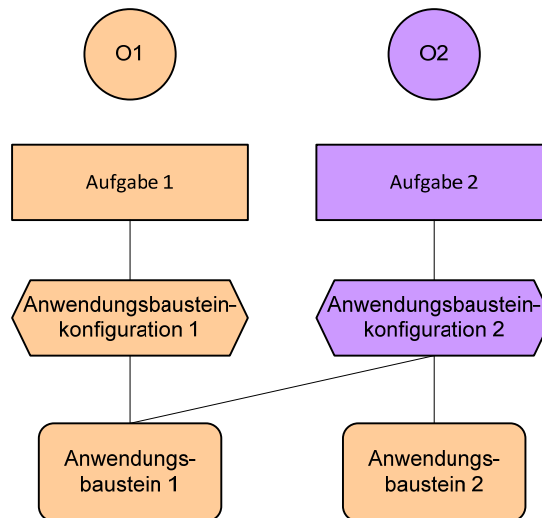 O1
O2
Aufgabe 1
Aufgabe 2
Anwendungsbaustein-
konfiguration 1
Anwendungsbaustein-
konfiguration 2
Anwendungs-
baustein 1
Anwendungs-
baustein 2